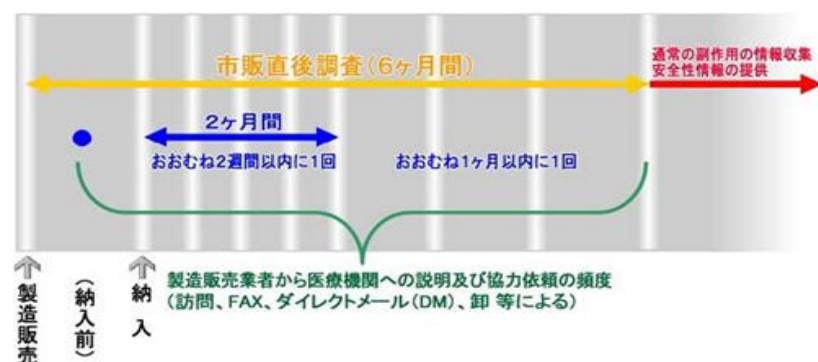 市販直後調査(6ヶ月間)
通常の副作用の情報収集
安全性情報の提供
2ヶ月間
おおむね2週間以内に1回
おおむね1ヶ月以内に1回
製造販売業者から医療機関への説明及び協力依頼の頻度
(訪問、FAX、ダイレクトメール(DM)、卸 等による)
製造販売
(納入前)
納入